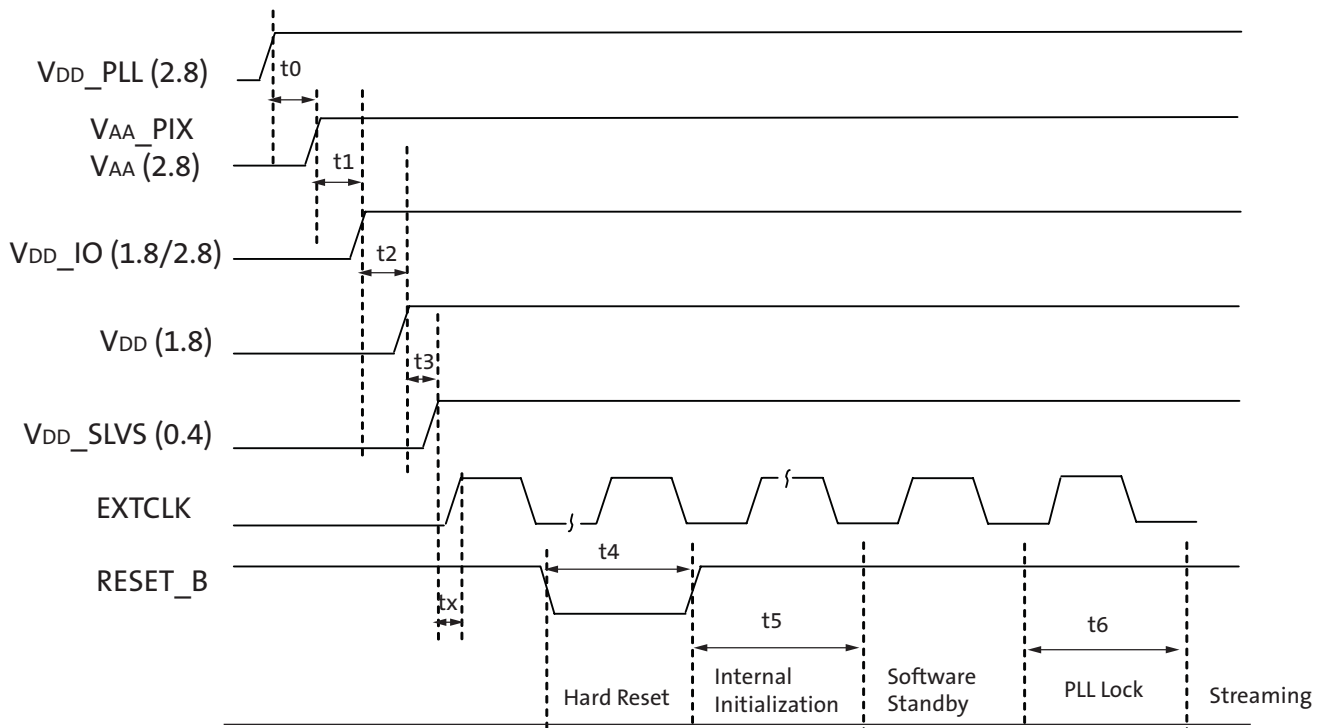 VDD_PLL (2.8)
t0
VAA_PIX
VAA (2.8)
t1
VDD_IO (1.8/2.8)
t2
VDD (1.8)
t3
VDD_SLVS (0.4)
EXTCLK
t4
RESET_B
tx
t5
t6
Hard Reset
Internal
Initialization
Software
Standby
PLL Lock
Streaming